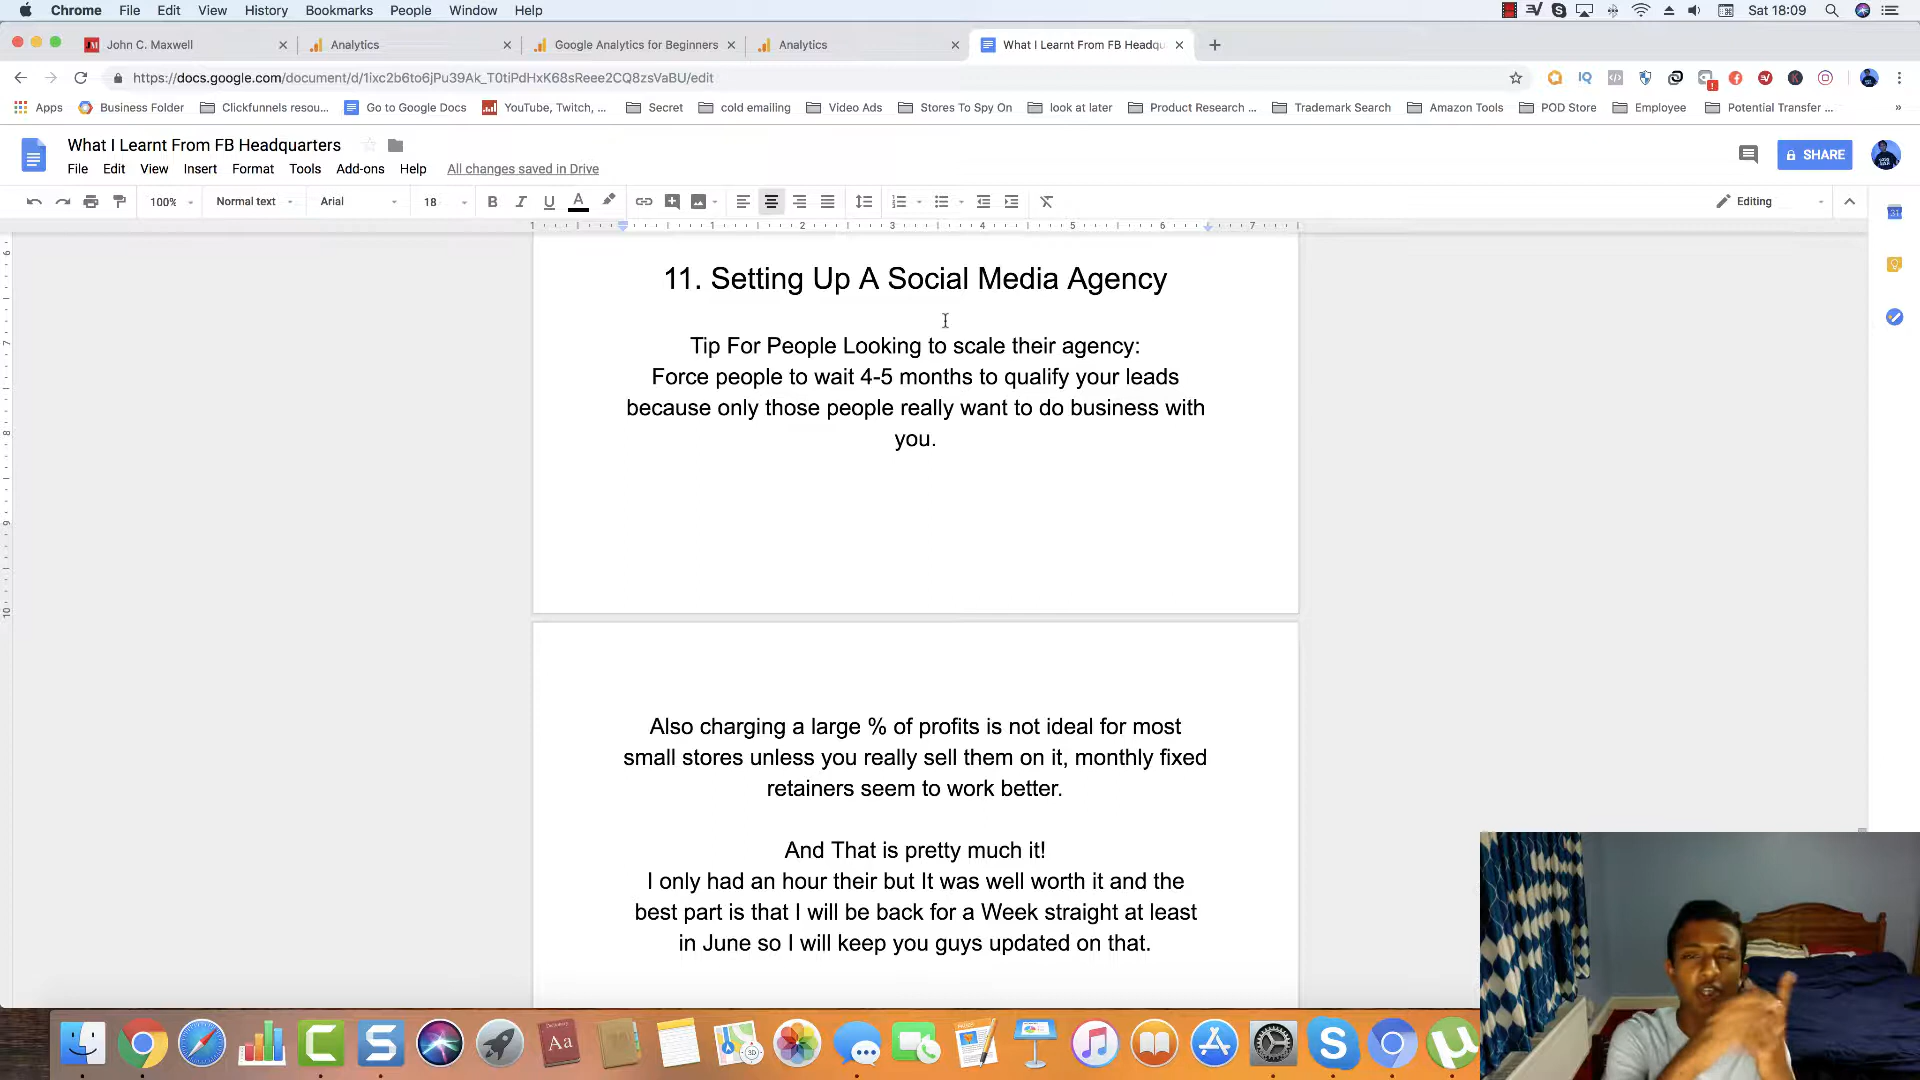 Chrome File Edit View History Bookmarks People Window Help Sat 18:09
John C. Maxwell Analytics Google Analytics for Beginners Analytics What I Learnt From FB Headqu
https://docs.google.com/document/d/1ixc2b6to6jPu39Ak_T0tiPdHxK68sReee2CQ8zsVaBU/edit
Apps Business Folder Clickfunnels resou... Go to Google Docs YouTube, Twitch, ... Secret cold emailing Video Ads Stores To Spy On look at later Product Research ... Trademark Search Amazon Tools POD Store Employee Potential Transfer ... »
What I Learnt From FB Headquarters
SHARE
File Edit View Insert Format Tools Add-ons Help All changes saved in Drive
100% Normal text Arial 18 B I U A Editing
1 1 2 3 4 5 6 7
11. Setting Up A Social Media Agency
Tip For People Looking to scale their agency:
Force people to wait 4-5 months to qualify your leads
because only those people really want to do business with
you.
Also charging a large % of profits is not ideal for most
small stores unless you really sell them on it, monthly fixed
retainers seem to work better.
And That is pretty much it!
I only had an hour their but It was well worth it and the
best part is that I will be back for a Week straight at least
in June so I will keep you guys updated on that.